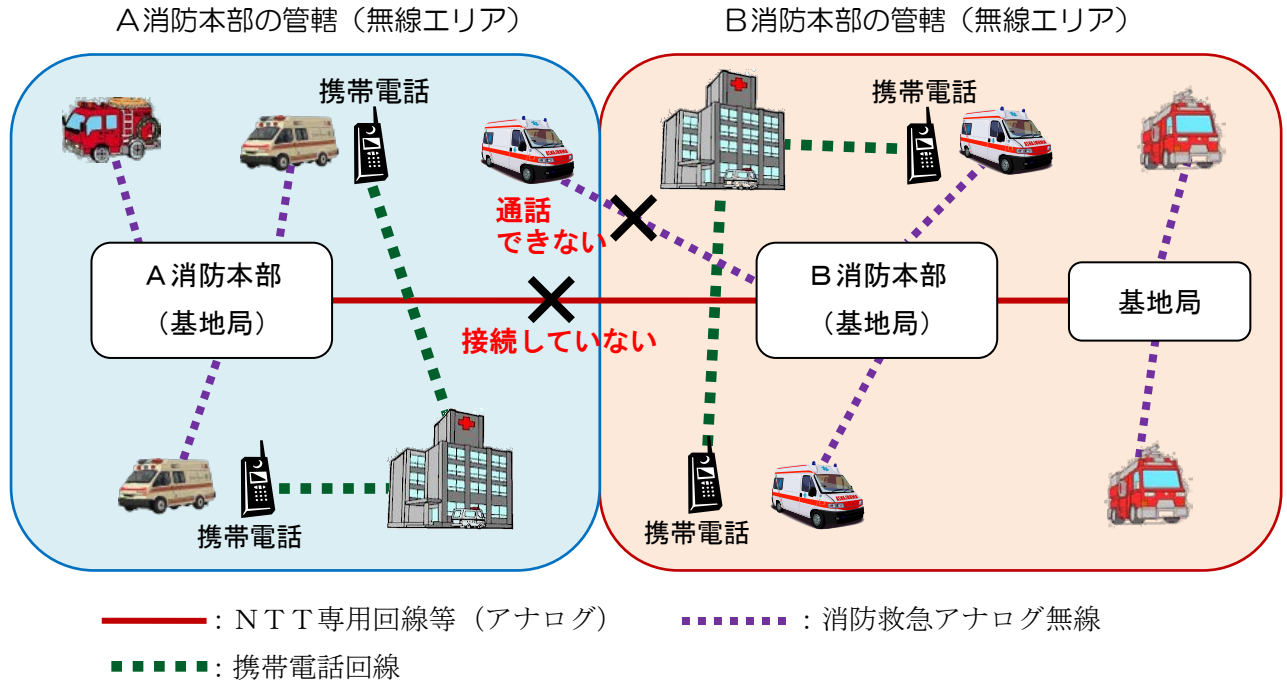 A消防本部の管轄（無線エリア）
B消防本部の管轄（無線エリア）
携帯電話
携帯電話
通話
できない
A消防本部
（基地局）
B消防本部
（基地局）
基地局
接続していない
携帯電話
携帯電話
：ＮＴＴ専用回線等（アナログ）
：消防救急アナログ無線
：携帯電話回線